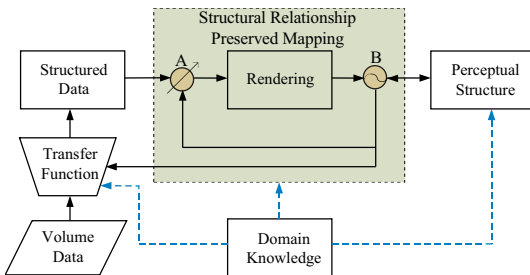 Structural Relationship
Preserved Mapping
A
B
Structured
Data
Rendering
Perceptual
Structure
Transfer
Function
Volume
Data
Domain
Knowledge